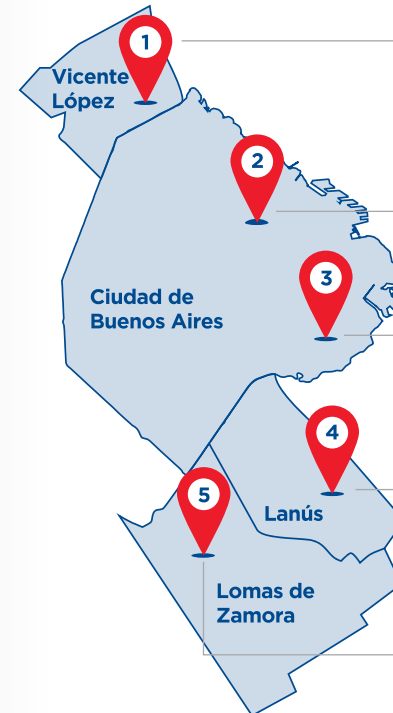 1
Vicente
López
2
Ciudad de
Buenos Aires
3
4
Lanús
5
Lomas de
Zamora